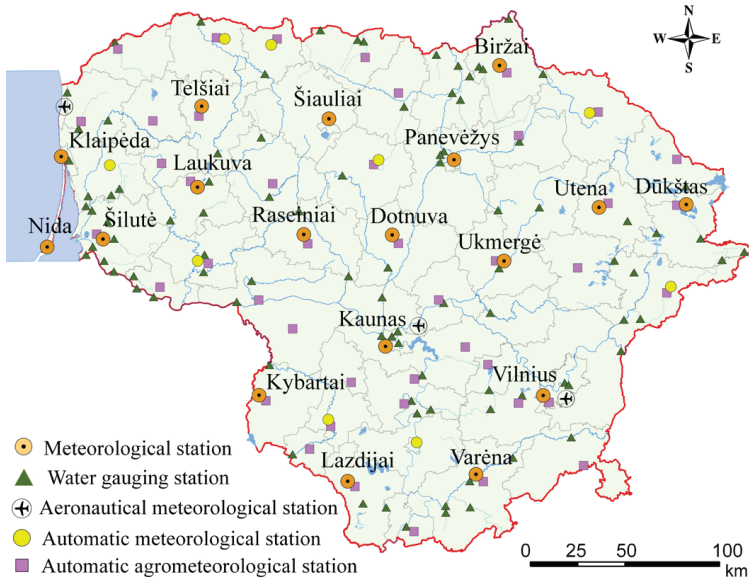 N
W E
S
Biržai
Telšiai
Šiauliai
Klaipėda
Panevėžys
Laukuva
Utena
Dūkštas
Nida
Šilutė
Raseiniai
Dotnuva
Ukmergė
Kaunas
Kybartai
Vilnius
Lazdijai
Varėna
Meteorological station
Water gauging station
Aeronautical meteorological station
Automatic meteorological station
Automatic agrometeorological station
0 25 50 100
km